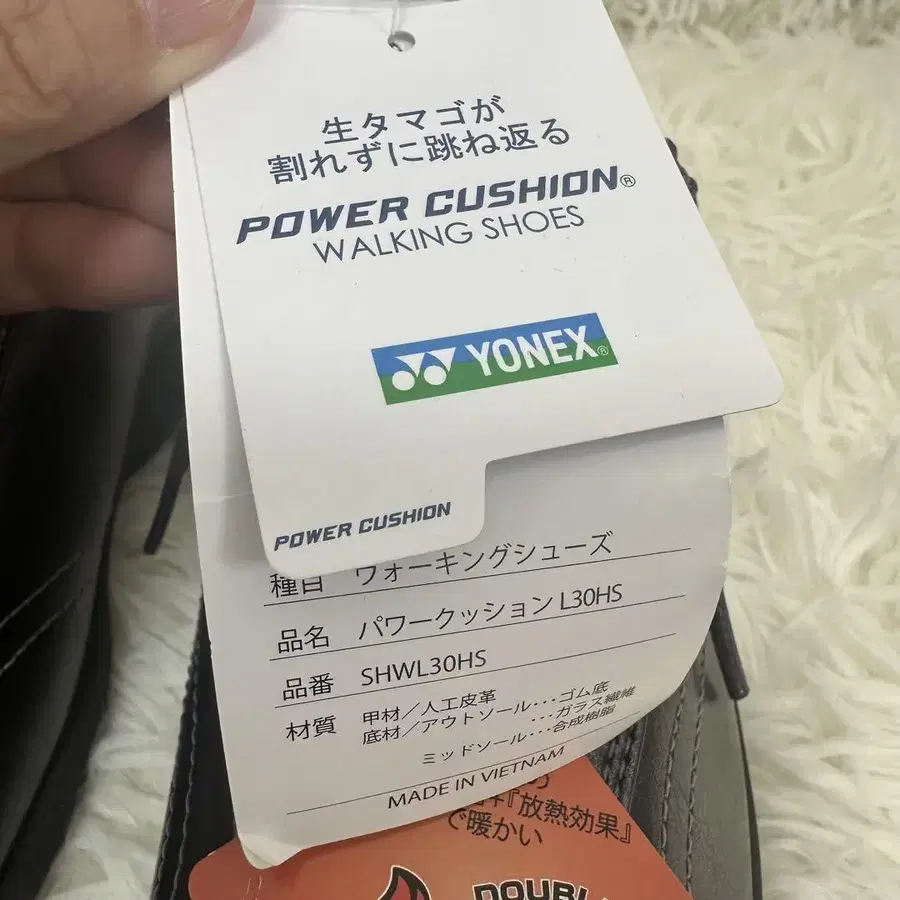 生タマゴが
割れずに跳ね返る
POWER CUSHION®
WALKING SHOES
YONEX®
POWER CUSHION
種目 ウォーキングシューズ
品名 パワークッション L30HS
品番 SHWL30HS
材質 甲材/人工皮革
底材/アウトソール・・・ゴム底
・・・ガラス繊維
ミッドソール・・・合成樹脂
MADE IN VIETNAM
『放熱効果』
で暖かい